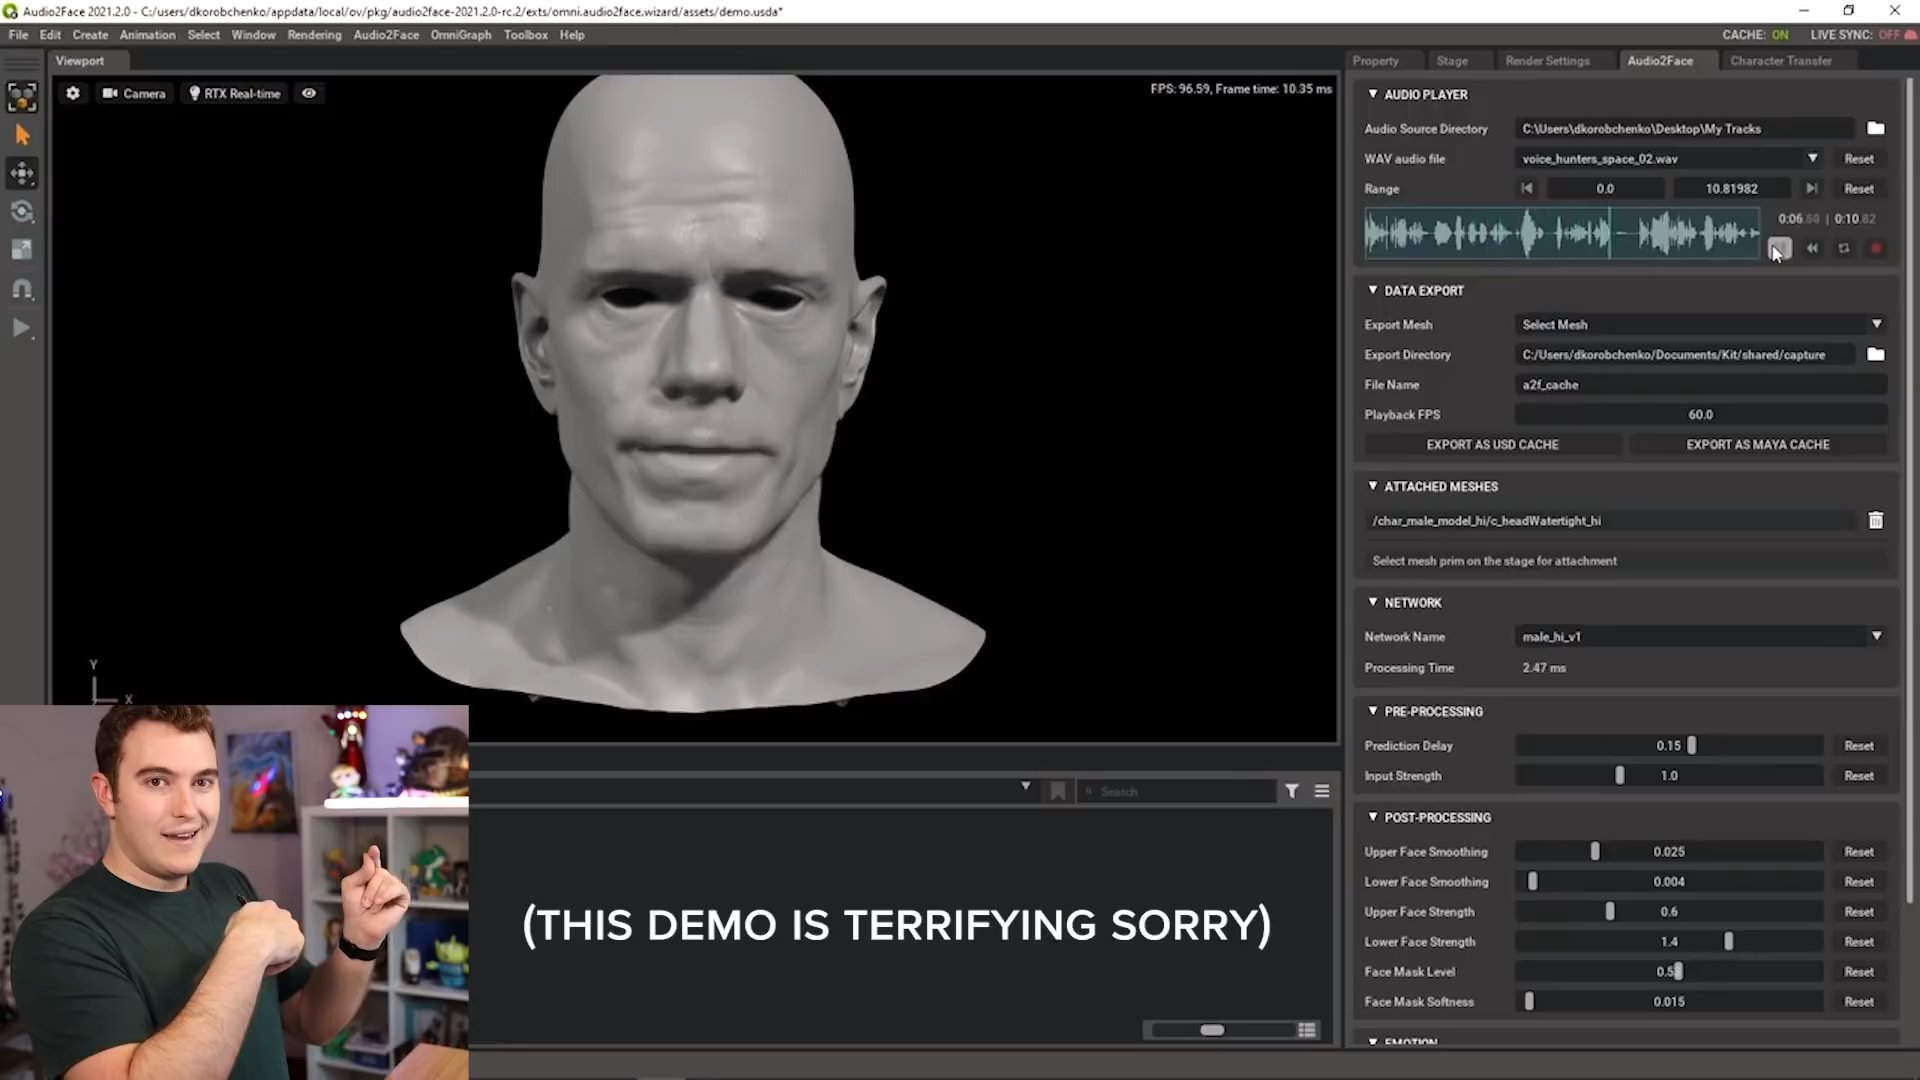 Audio2Face 2021.2.0 - C:/users/dkorobchenko/appdata/local/ov/pkg/audio2face-2021.2.0-rc.2/exts/omni.audio2face.wizard/assets/demo.usda*
File Edit Create Animation Select Window Rendering Audio2Face OmniGraph Toolbox Help
CACHE: ON LIVE SYNC: OFF
Viewport
Property Stage Render Settings Audio2Face Character Transfer
Camera RTX Real-time
FPS: 96.59, Frame time: 10.35 ms
AUDIO PLAYER
Audio Source Directory C:\Users\dkorobchenko\Desktop\My Tracks
WAV audio file voice_hunters_space_02.wav Reset
Range 0.0 10.81982 Reset
0:06.50 | 0:10.82
DATA EXPORT
Export Mesh Select Mesh
Export Directory C:/Users/dkorobchenko/Documents/Kit/shared/capture
File Name a2f_cache
Playback FPS 60.0
EXPORT AS USD CACHE EXPORT AS MAYA CACHE
ATTACHED MESHES
/char_male_model_hi/c_headWatertight_hi
Select mesh prim on the stage for attachment
NETWORK
Network Name male_hi_v1
Processing Time 2.47 ms
PRE-PROCESSING
Prediction Delay 0.15 Reset
Input Strength 1.0 Reset
POST-PROCESSING
Upper Face Smoothing 0.025 Reset
Lower Face Smoothing 0.004 Reset
Upper Face Strength 0.6 Reset
Lower Face Strength 1.4 Reset
Face Mask Level 0.5 Reset
Face Mask Softness 0.015 Reset
EMOTION
Y
X
Search
(THIS DEMO IS TERRIFYING SORRY)